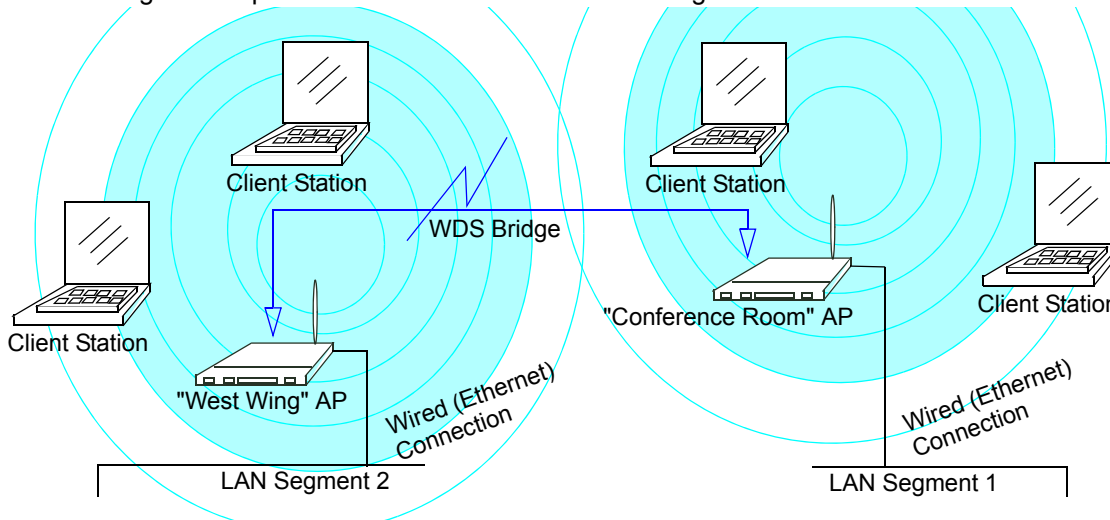 Client Station
Client Station
WDS Bridge
"Conference Room" AP
Client Station
Client Station
"West Wing" AP
Wired (Ethernet)
Connection
Wired (Ethernet)
Connection
LAN Segment 2
LAN Segment 1